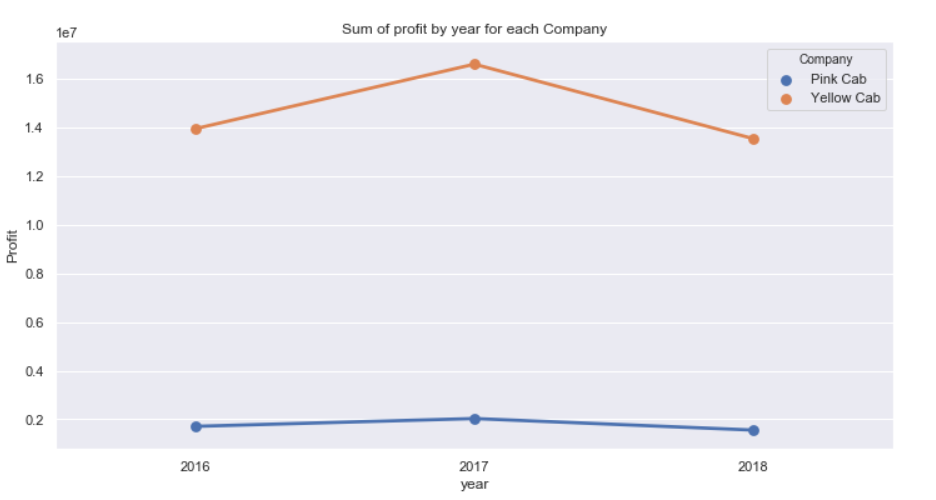 Sum of profit by year for each Company
1e7
Company
Pink Cab
Yellow Cab
1.6
1.4
1.2
1.0
0.8
0.6
0.4
0.2
Profit
2016 2017 2018
year